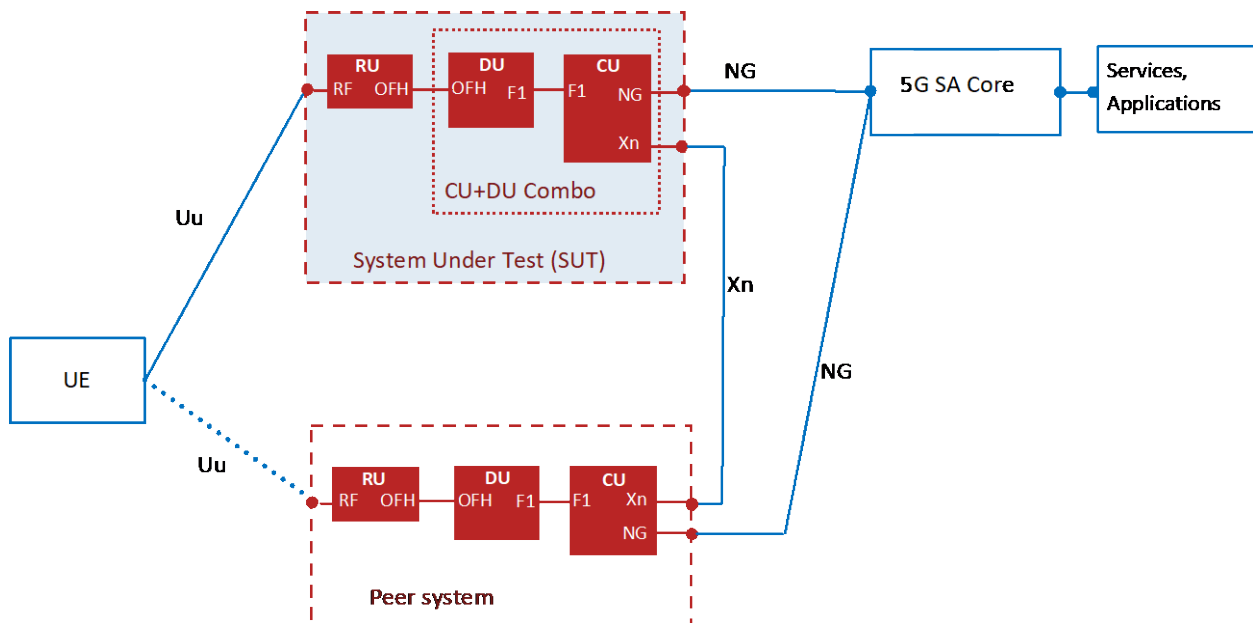 RU
RF OFH
DU
OFH F1
CU
F1
NG
Xn
CU+DU Combo
System Under Test (SUT)
NG
5G SA Core
Services,
Applications
Uu
Xn
UE
NG
Uu
RU
RF OFH
DU
OFH F1
CU
F1
Xn
NG
Peer system